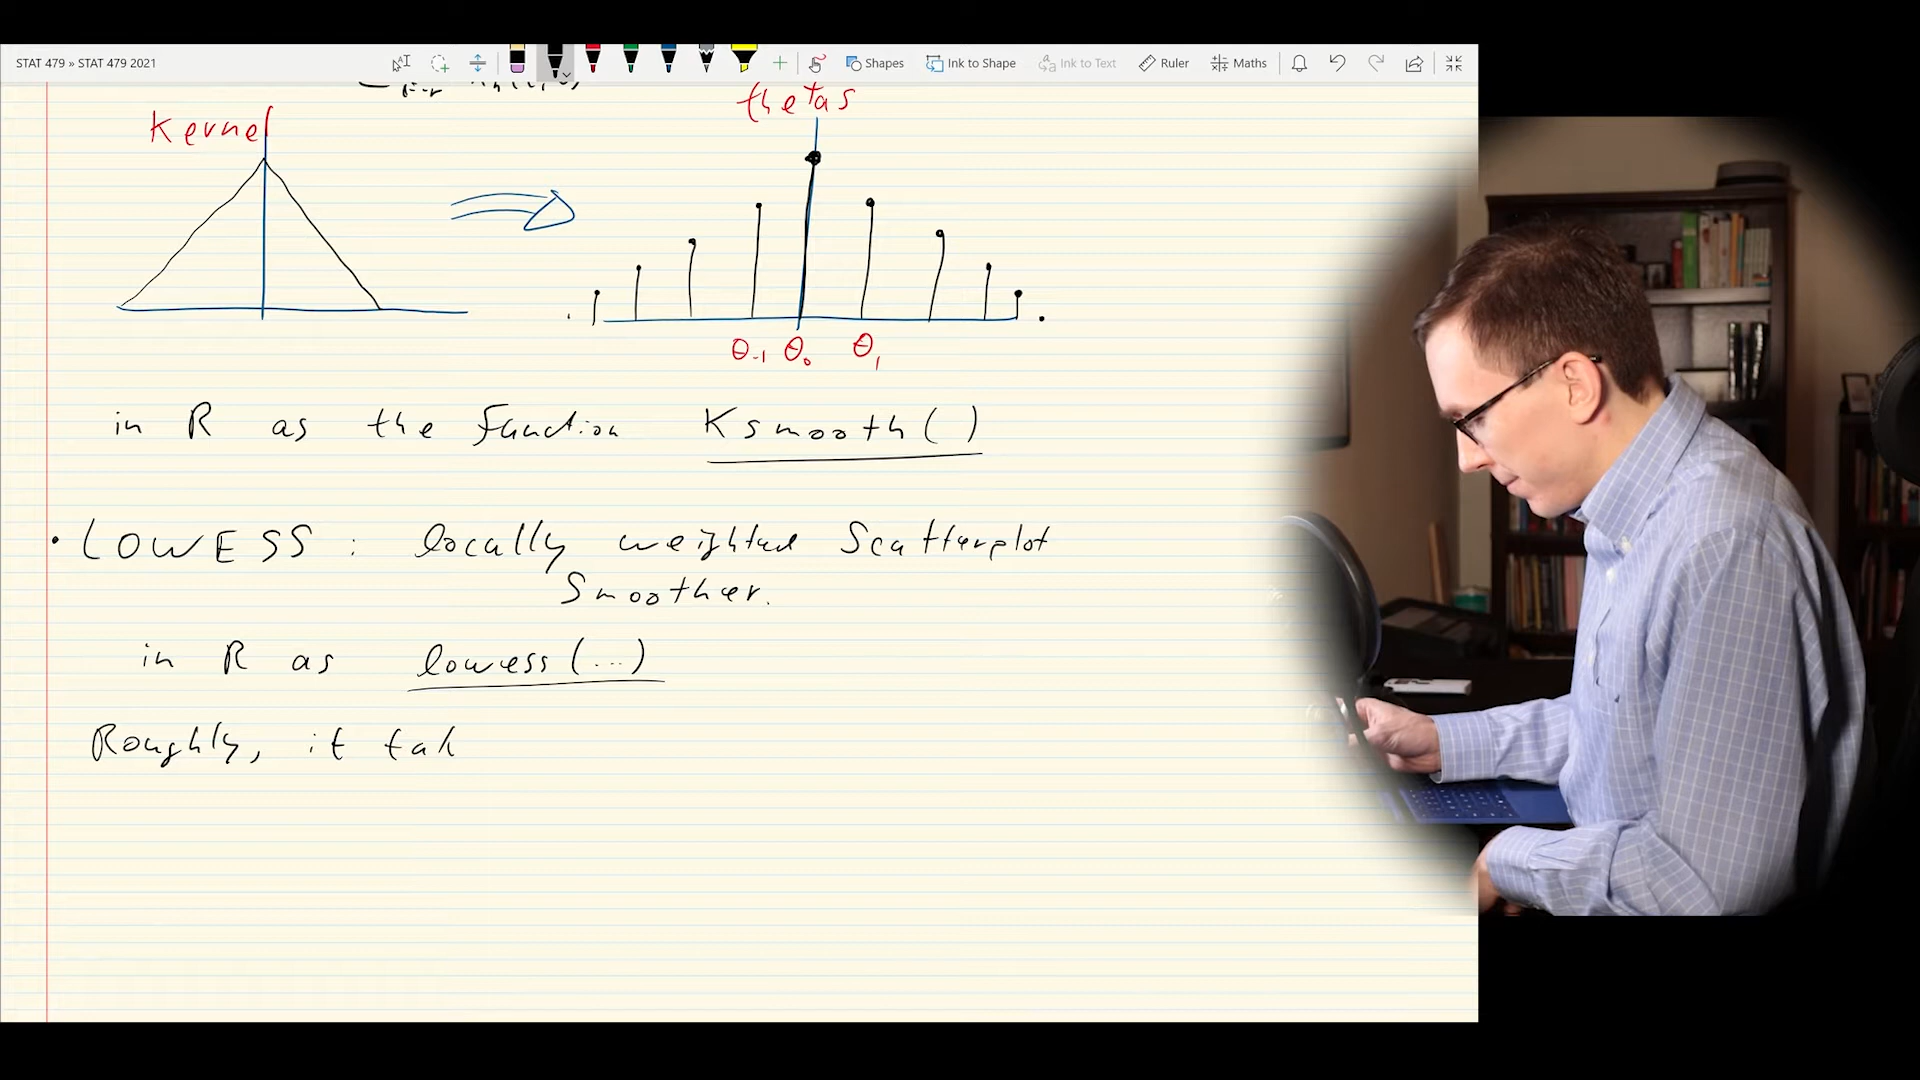 STAT 479 » STAT 479 2021
Shapes Ink to Shape Ink to Text Ruler Maths
Kernel
thetas
θ-1 θ0 θ1
in R as the function Ksmooth( )
• LOWESS : locally weighted Scatterplot
Smoother.
in R as lowess(...)
Roughly, it tak